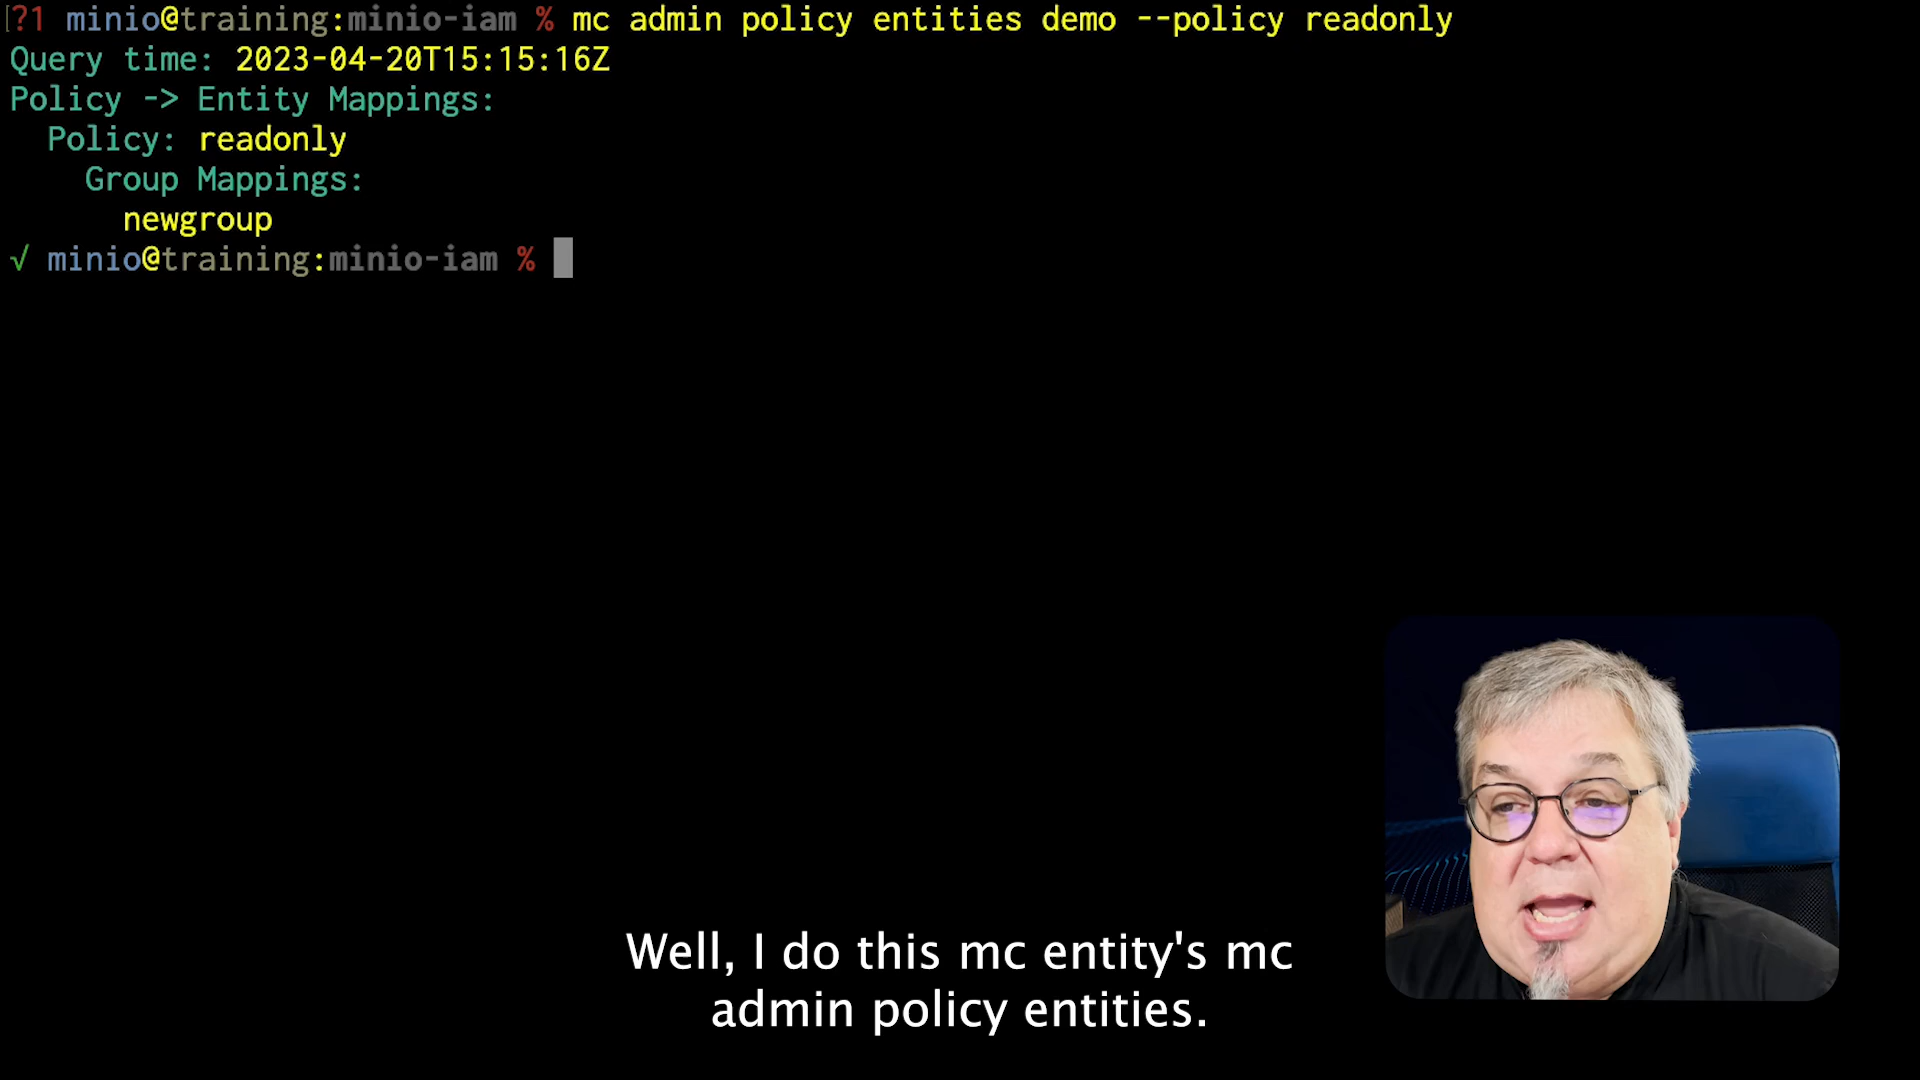 [?1 minio@training:minio-iam % mc admin policy entities demo --policy readonly
Query time: 2023-04-20T15:15:16Z
Policy -> Entity Mappings:
Policy: readonly
Group Mappings:
newgroup
√ minio@training:minio-iam %
Well, I do this mc entity's mc
admin policy entities.